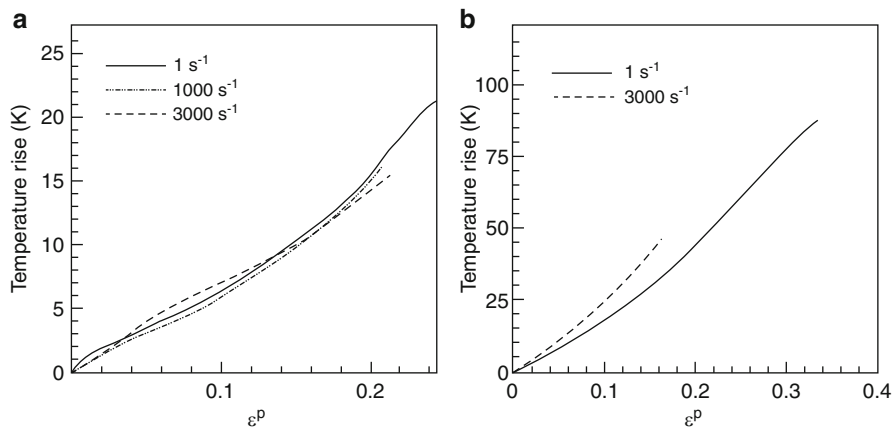 a
Temperature rise (K)
25
20
15
10
5
0
1 s⁻¹
1000 s⁻¹
3000 s⁻¹
0.1
0.2
εᵖ
b
Temperature rise (K)
100
75
50
25
0
1 s⁻¹
3000 s⁻¹
0
0.1
0.2
0.3
0.4
εᵖ